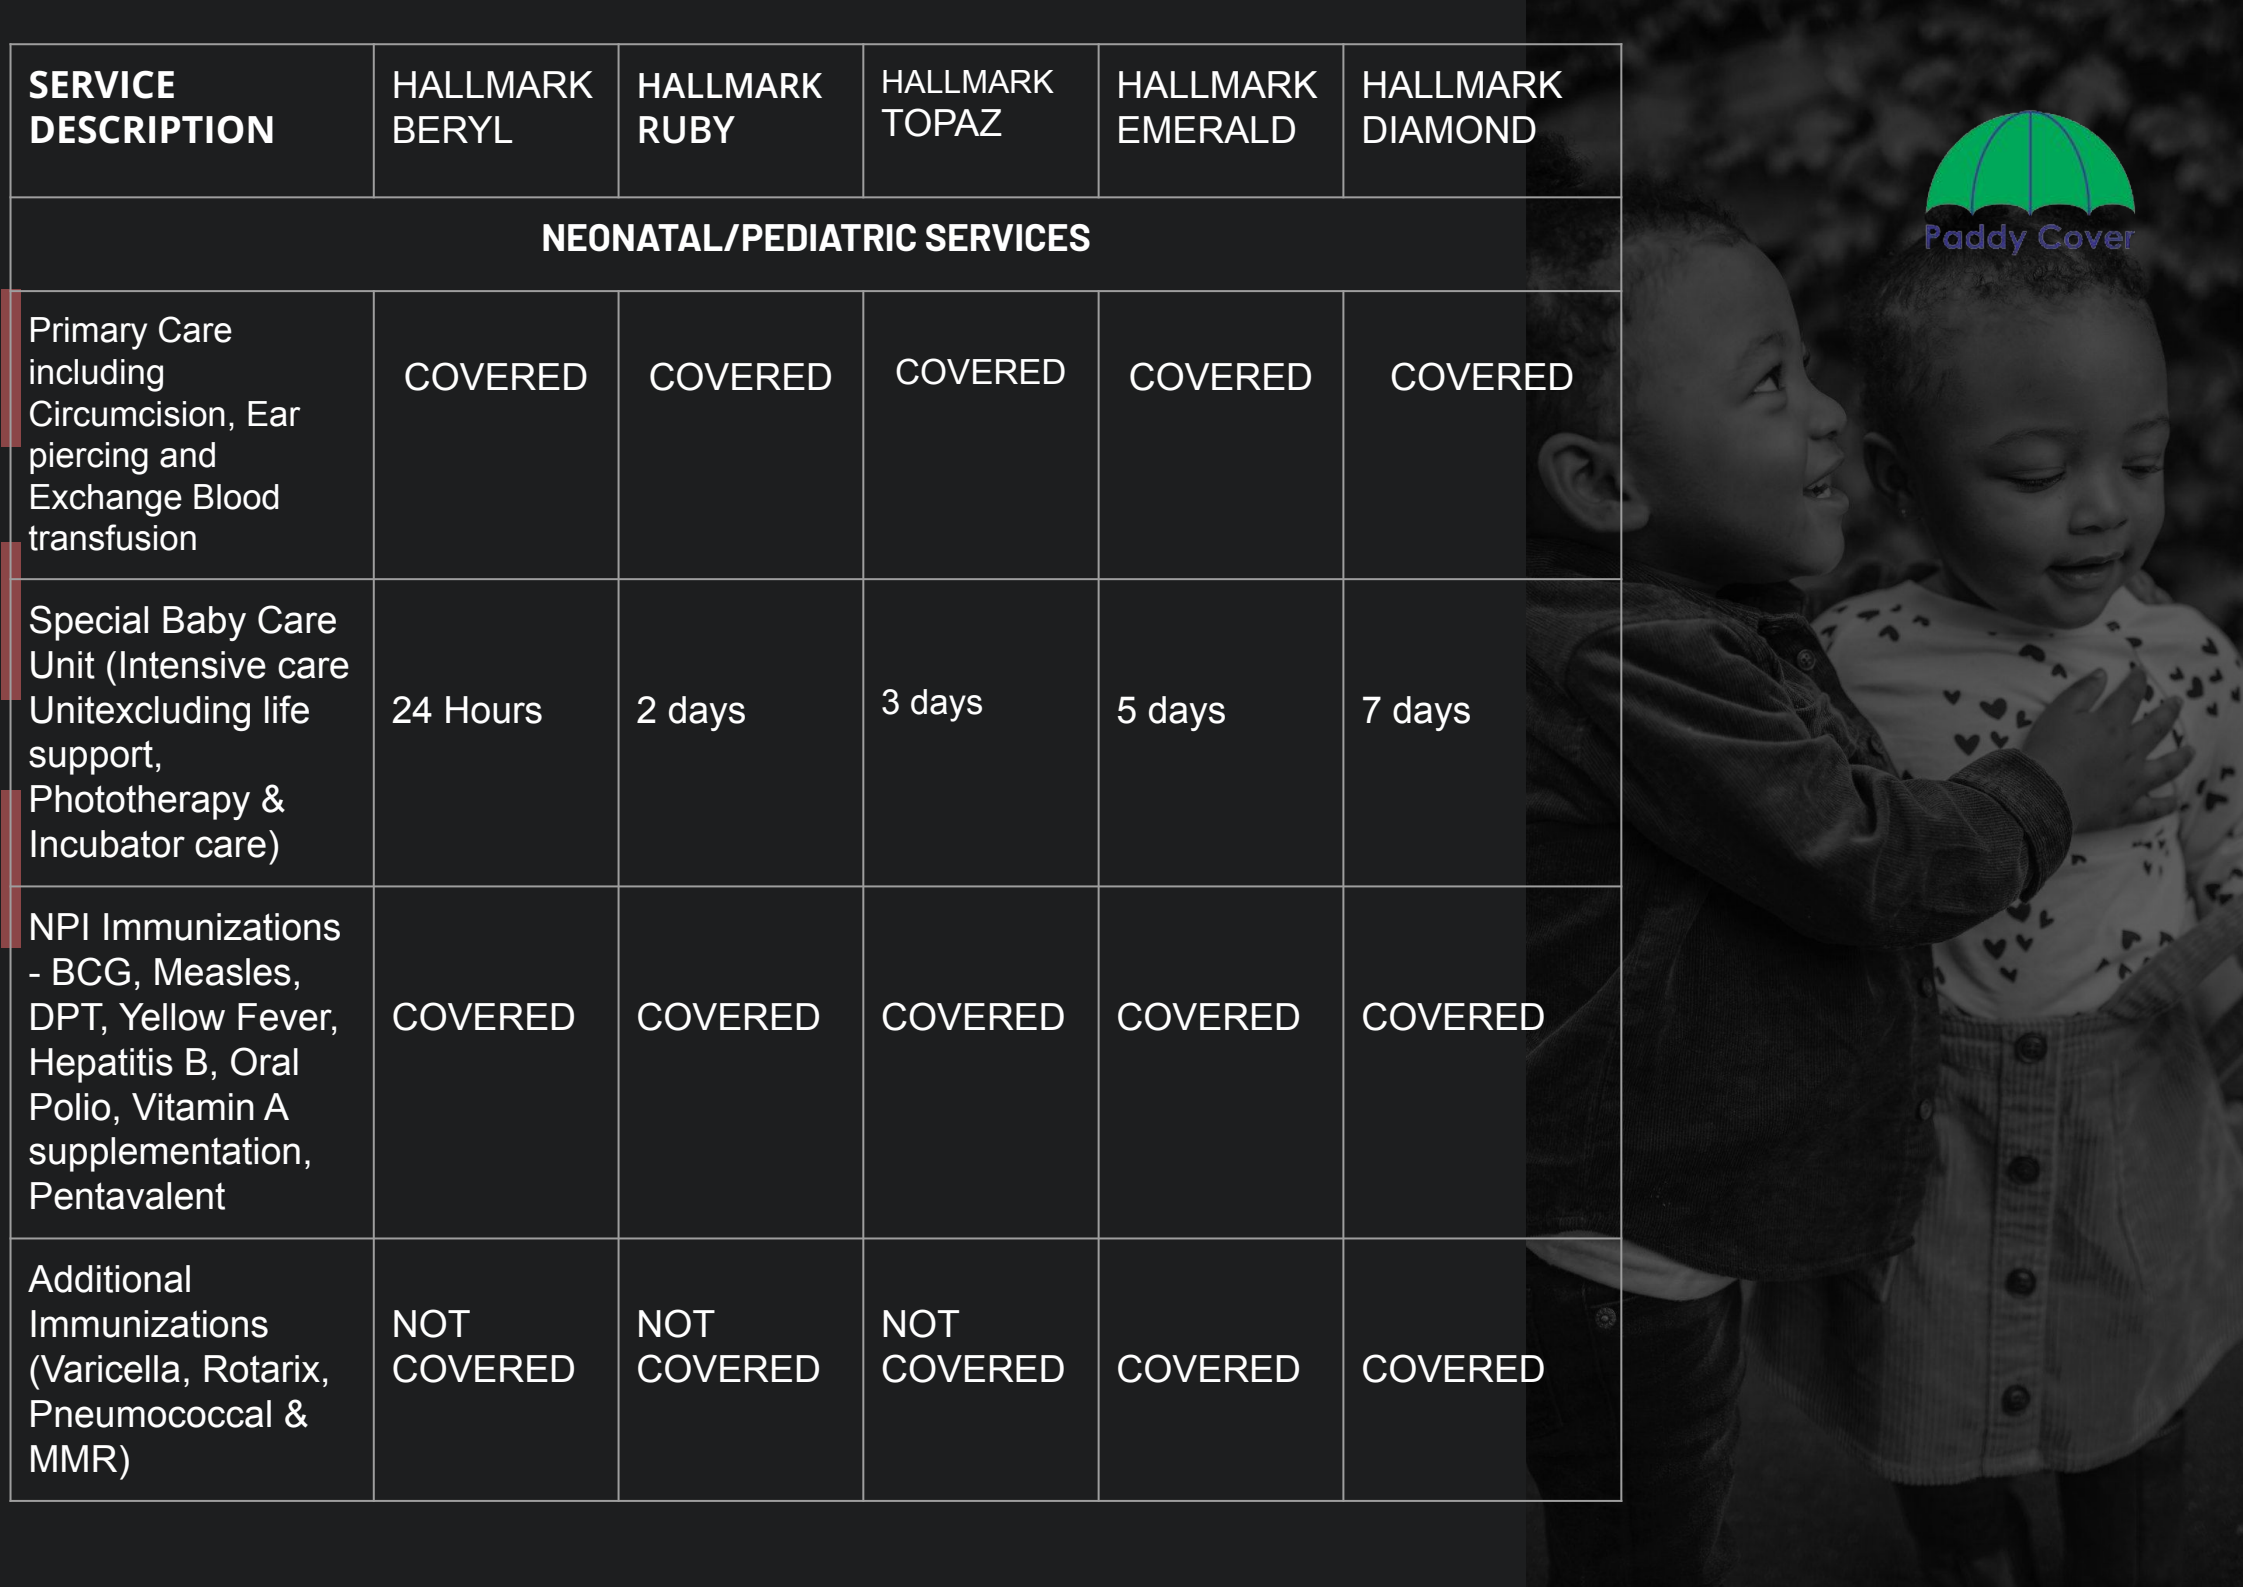 SERVICE
DESCRIPTION
HALLMARK
BERYL
HALLMARK
RUBY
HALLMARK
TOPAZ
HALLMARK
EMERALD
HALLMARK
DIAMOND
Paddy Cover
NEONATAL/PEDIATRIC SERVICES
Primary Care
including
Circumcision, Ear
piercing and
Exchange Blood
transfusion
COVERED
COVERED
COVERED
COVERED
COVERED
Special Baby Care
Unit (Intensive care
Unitexcluding life
support,
Phototherapy &
Incubator care)
24 Hours
2 days
3 days
5 days
7 days
NPI Immunizations
- BCG, Measles,
DPT, Yellow Fever,
Hepatitis B, Oral
Polio, Vitamin A
supplementation,
Pentavalent
COVERED
COVERED
COVERED
COVERED
COVERED
Additional
Immunizations
(Varicella, Rotarix,
Pneumococcal &
MMR)
NOT
COVERED
NOT
COVERED
NOT
COVERED
COVERED
COVERED